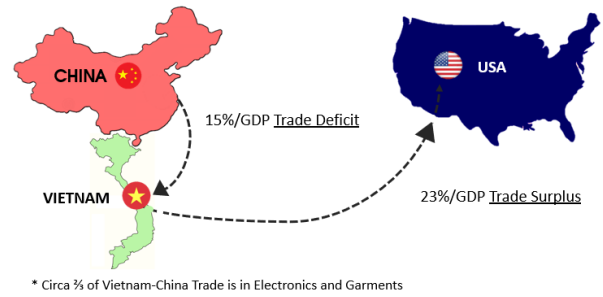 CHINA
USA
15%/GDP Trade Deficit
VIETNAM
23%/GDP Trade Surplus
* Circa ⅔ of Vietnam-China Trade is in Electronics and Garments